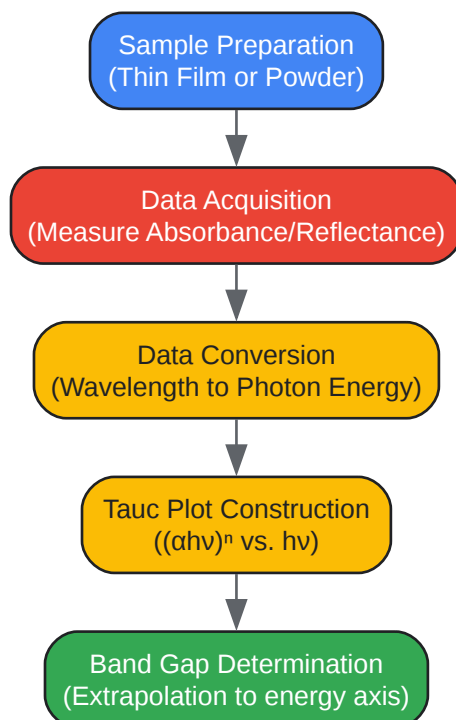 Sample Preparation
(Thin Film or Powder)
Data Acquisition
(Measure Absorbance/Reflectance)
Data Conversion
(Wavelength to Photon Energy)
Tauc Plot Construction
((αhν)ⁿ vs. hν)
Band Gap Determination
(Extrapolation to energy axis)